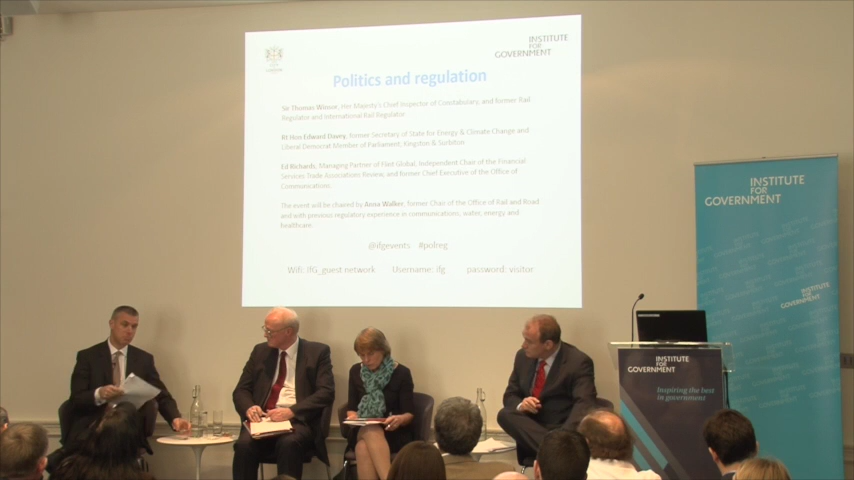 INSTITUTE
FOR
GOVERNMENT
Politics and regulation
Sir Thomas Winsor, Her Majesty's Chief Inspector of Constabulary, and former Rail
Regulator and International Rail Regulator
Rt Hon Edward Davey, former Secretary of State for Energy & Climate Change and
Liberal Democrat Member of Parliament, Kingston & Surbiton
Ed Richards, Managing Partner of Flint Global, Independent Chair of the Financial
Services Trade Associations Review, and former Chief Executive of the Office of
Communications
The event will be chaired by Anna Walker, former Chair of the Office of Rail and Road
and with previous regulatory experience in communications, water, energy and
healthcare
@ifgevents #polreg
Wifi: IfG_guest network Username: ifg password: visitor
INSTITUTE
FOR
GOVERNMENT
INSTITUTE
FOR
GOVERNMENT
INSTITUTE
FOR
GOVERNMENT
Inspiring the best
in government